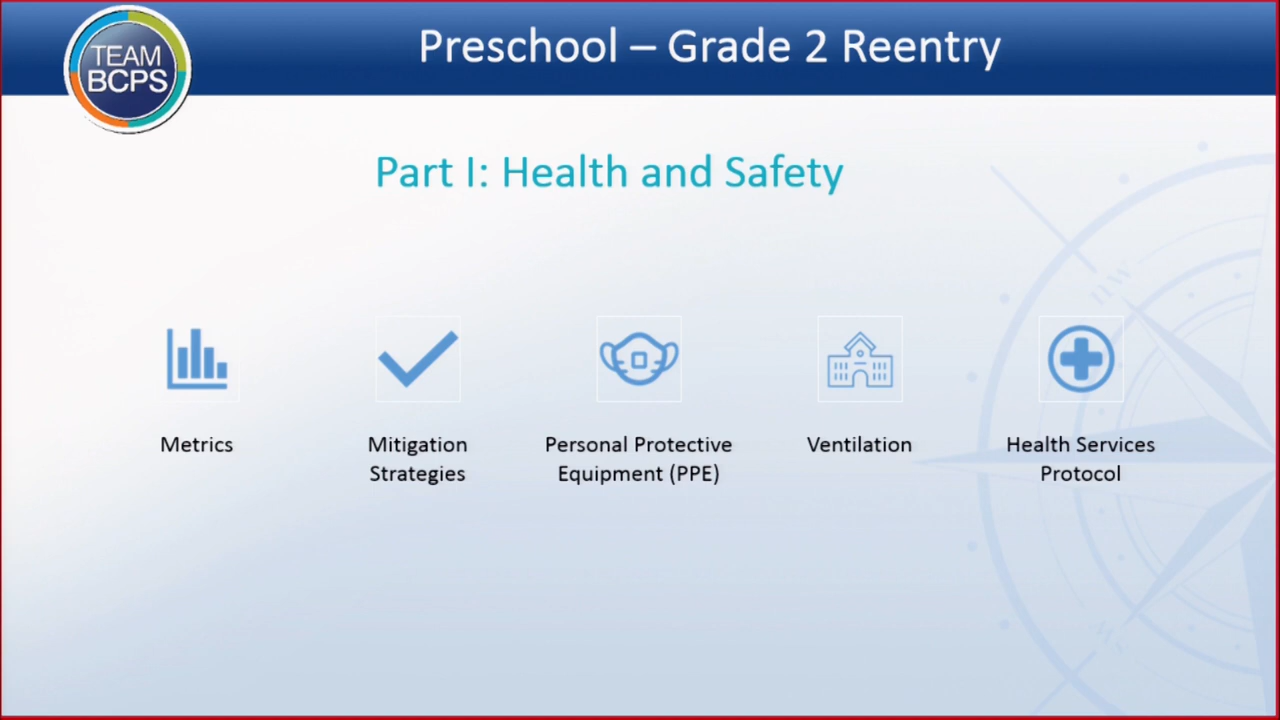 TEAM
BCPS
Preschool – Grade 2 Reentry
Part I: Health and Safety
Metrics
Mitigation
Strategies
Personal Protective
Equipment (PPE)
Ventilation
Health Services
Protocol